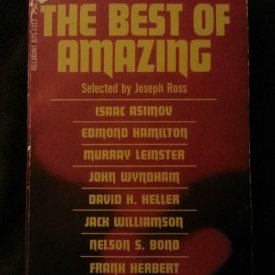 THE BEST OF
AMAZING
Selected by Joseph Ross
ISAAC ASIMOV
EDMOND HAMILTON
MURRAY LEINSTER
JOHN WYNDHAM
DAVID H. KELLER
JACK WILLIAMSON
NELSON S. BOND
FRANK HERBERT
BELMONT